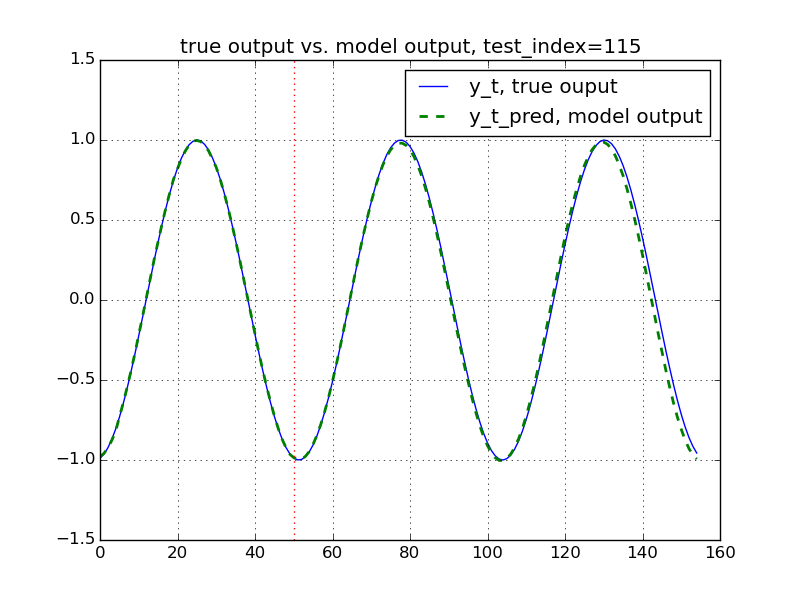 true output vs. model output, test_index=115
y_t, true ouput
y_t_pred, model output
1.5
1.0
0.5
0.0
−0.5
−1.0
−1.5
0 20 40 60 80 100 120 140 160